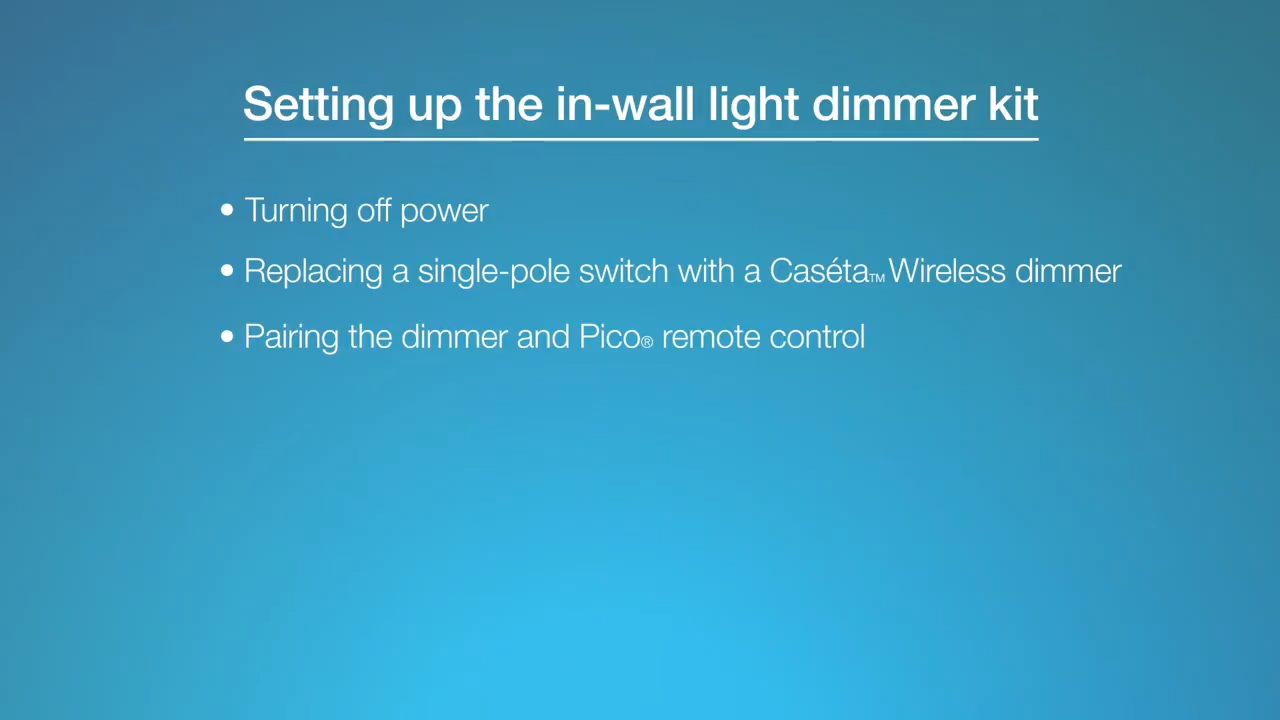 Setting up the in-wall light dimmer kit
• Turning off power
• Replacing a single-pole switch with a Caséta™ Wireless dimmer
• Pairing the dimmer and Pico® remote control